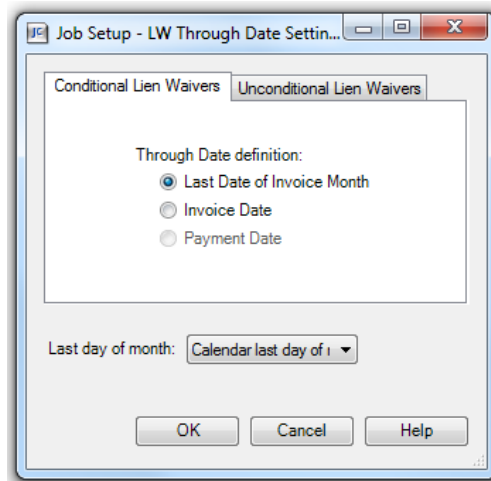 JC Job Setup - LW Through Date Settin...
Conditional Lien Waivers Unconditional Lien Waivers
Through Date definition:
Last Date of Invoice Month
Invoice Date
Payment Date
Last day of month: Calendar last day of
OK Cancel Help